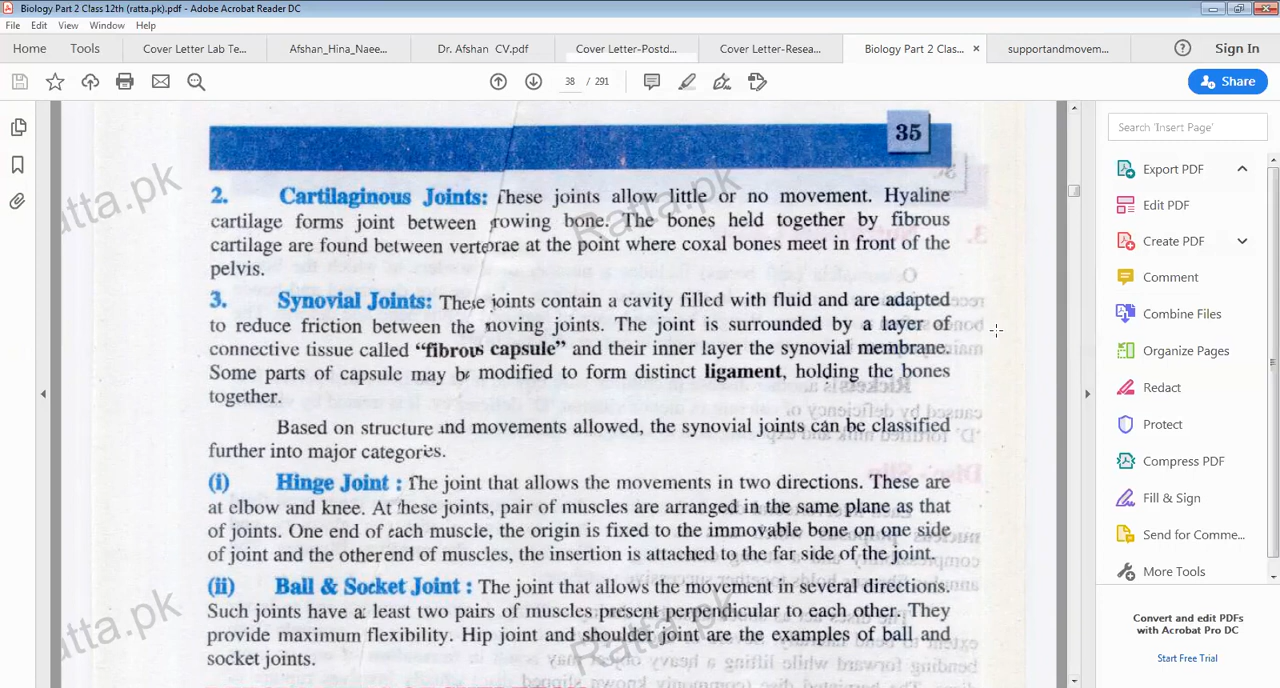 Biology Part 2 Class 12th (ratta.pk).pdf - Adobe Acrobat Reader DC
File Edit View Window Help
Home Tools Cover Letter Lab Te... Afshan_Hina_Naee... Dr. Afshan CV.pdf Cover Letter-Postd... Cover Letter-Resea... Biology Part 2 Clas... × supportandmovem... Sign In
38 / 291 Share
35
2. Cartilaginous Joints: These joints allow little or no movement. Hyaline
cartilage forms joint between growing bone. The bones held together by fibrous
cartilage are found between vertebrae at the point where coxal bones meet in front of the
pelvis.
3. Synovial Joints: These joints contain a cavity filled with fluid and are adapted
to reduce friction between the moving joints. The joint is surrounded by a layer of
connective tissue called “fibrous capsule” and their inner layer the synovial membrane.
Some parts of capsule may be modified to form distinct ligament, holding the bones
together.
Based on structure and movements allowed, the synovial joints can be classified
further into major categories.
(i) Hinge Joint : The joint that allows the movements in two directions. These are
at elbow and knee. At these joints, pair of muscles are arranged in the same plane as that
of joints. One end of each muscle, the origin is fixed to the immovable bone on one side
of joint and the other end of muscles, the insertion is attached to the far side of the joint.
(ii) Ball & Socket Joint : The joint that allows the movement in several directions.
Such joints have at least two pairs of muscles present perpendicular to each other. They
provide maximum flexibility. Hip joint and shoulder joint are the examples of ball and
socket joints.
Ratta.pk
Ratta.pk
Ratta.pk
Ratta.pk
Search 'Insert Page'
Export PDF
Edit PDF
Create PDF
Comment
Combine Files
Organize Pages
Redact
Protect
Compress PDF
Fill & Sign
Send for Comme...
More Tools
Convert and edit PDFs
with Acrobat Pro DC
Start Free Trial